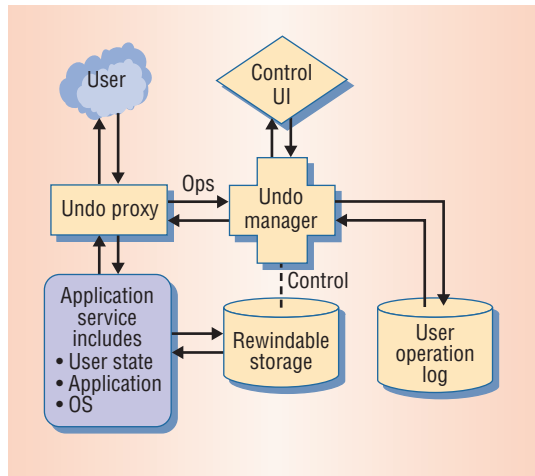 User
Control
UI
Undo proxy
Ops
Undo
manager
Control
Application
service
includes
• User state
• Application
• OS
Rewindable
storage
User
operation
log